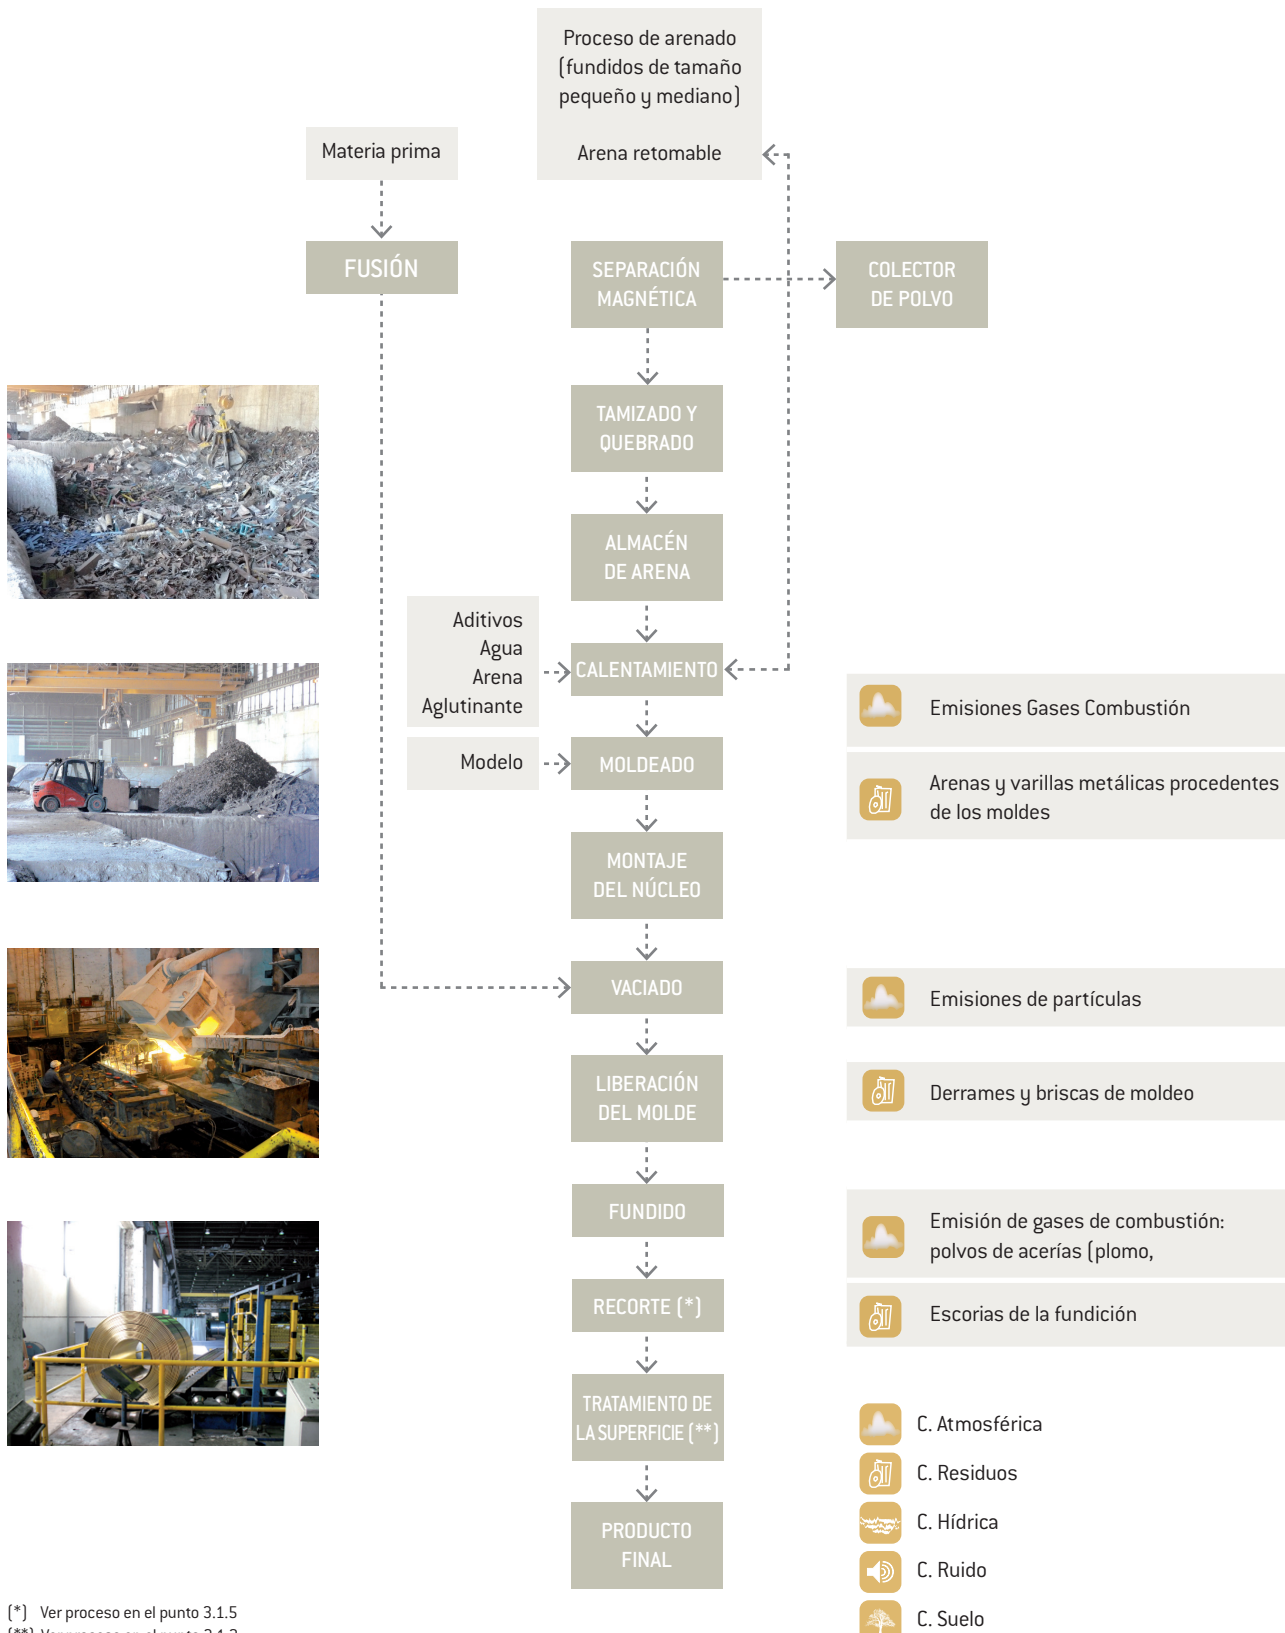 Proceso de arenado
(fundidos de tamaño
pequeño y mediano)
Arena retomable
Materia prima
FUSIÓN
SEPARACIÓN
MAGNÉTICA
COLECTOR
DE POLVO
TAMIZADO Y
QUEBRADO
ALMACÉN
DE ARENA
Aditivos
Agua
Arena
Aglutinante
CALENTAMIENTO
Modelo
MOLDEADO
MONTAJE
DEL NÚCLEO
VACIADO
LIBERACIÓN
DEL MOLDE
FUNDIDO
RECORTE (*)
TRATAMIENTO DE
LA SUPERFICIE (**)
PRODUCTO
FINAL
Emisiones Gases Combustión
Arenas y varillas metálicas procedentes
de los moldes
Emisiones de partículas
Derrames y briscas de moldeo
Emisión de gases de combustión:
polvos de acerías (plomo,
Escorias de la fundición
C. Atmosférica
C. Residuos
C. Hídrica
C. Ruido
C. Suelo
(*) Ver proceso en el punto 3.1.5